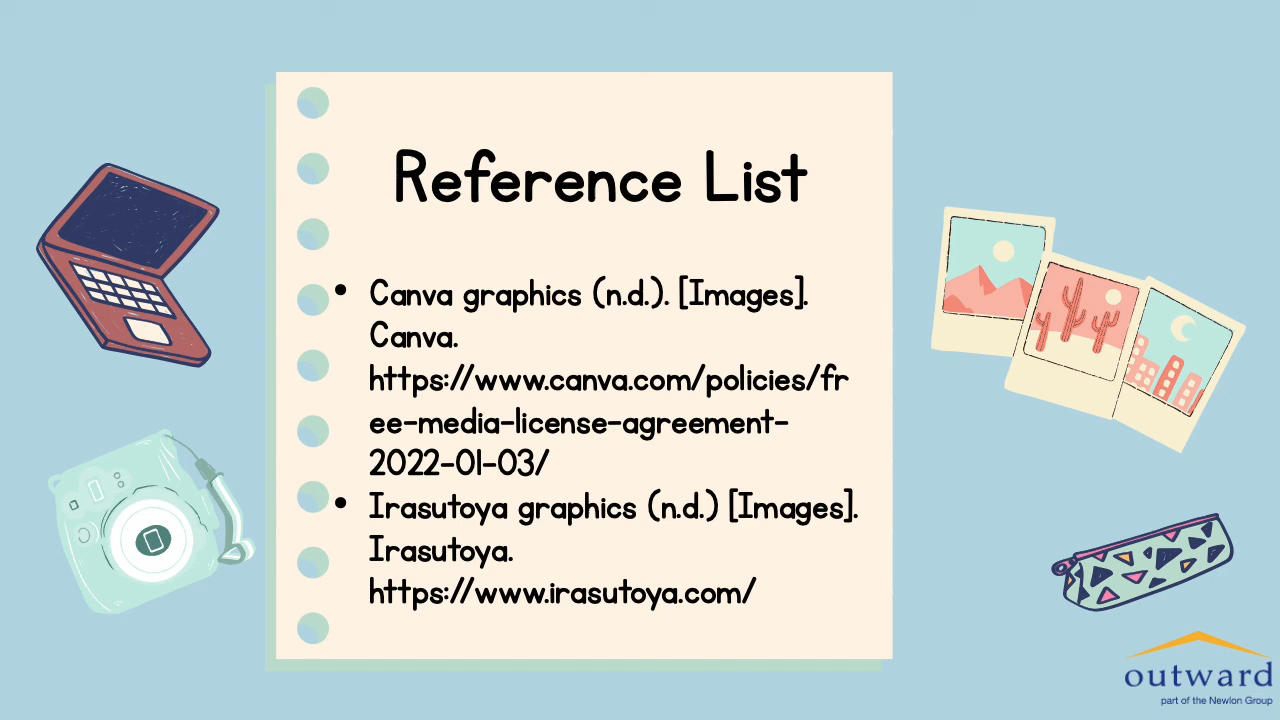 Reference List
• Canva graphics (n.d.). [Images].
Canva.
https://www.canva.com/policies/fr
ee-media-license-agreement-
2022-01-03/
• Irasutoya graphics (n.d.) [Images].
Irasutoya.
https://www.irasutoya.com/
outward
part of the Newlon Group